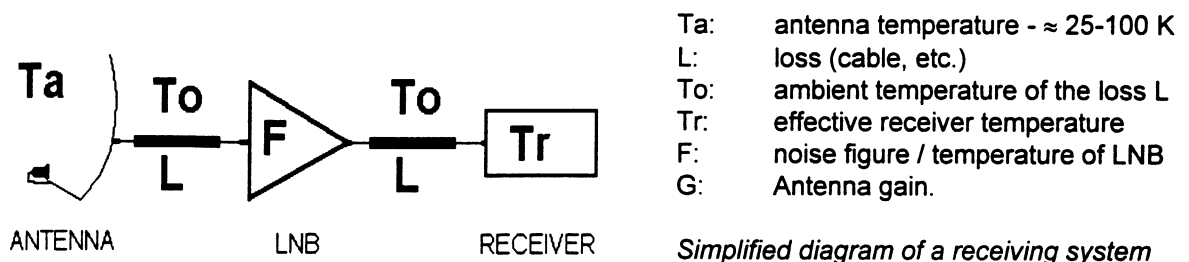 Ta
To
L
F
To
L
Tr
ANTENNA
LNB
RECEIVER
Ta: antenna temperature - ≈ 25-100 K
L: loss (cable, etc.)
To: ambient temperature of the loss L
Tr: effective receiver temperature
F: noise figure / temperature of LNB
G: Antenna gain.
Simplified diagram of a receiving system